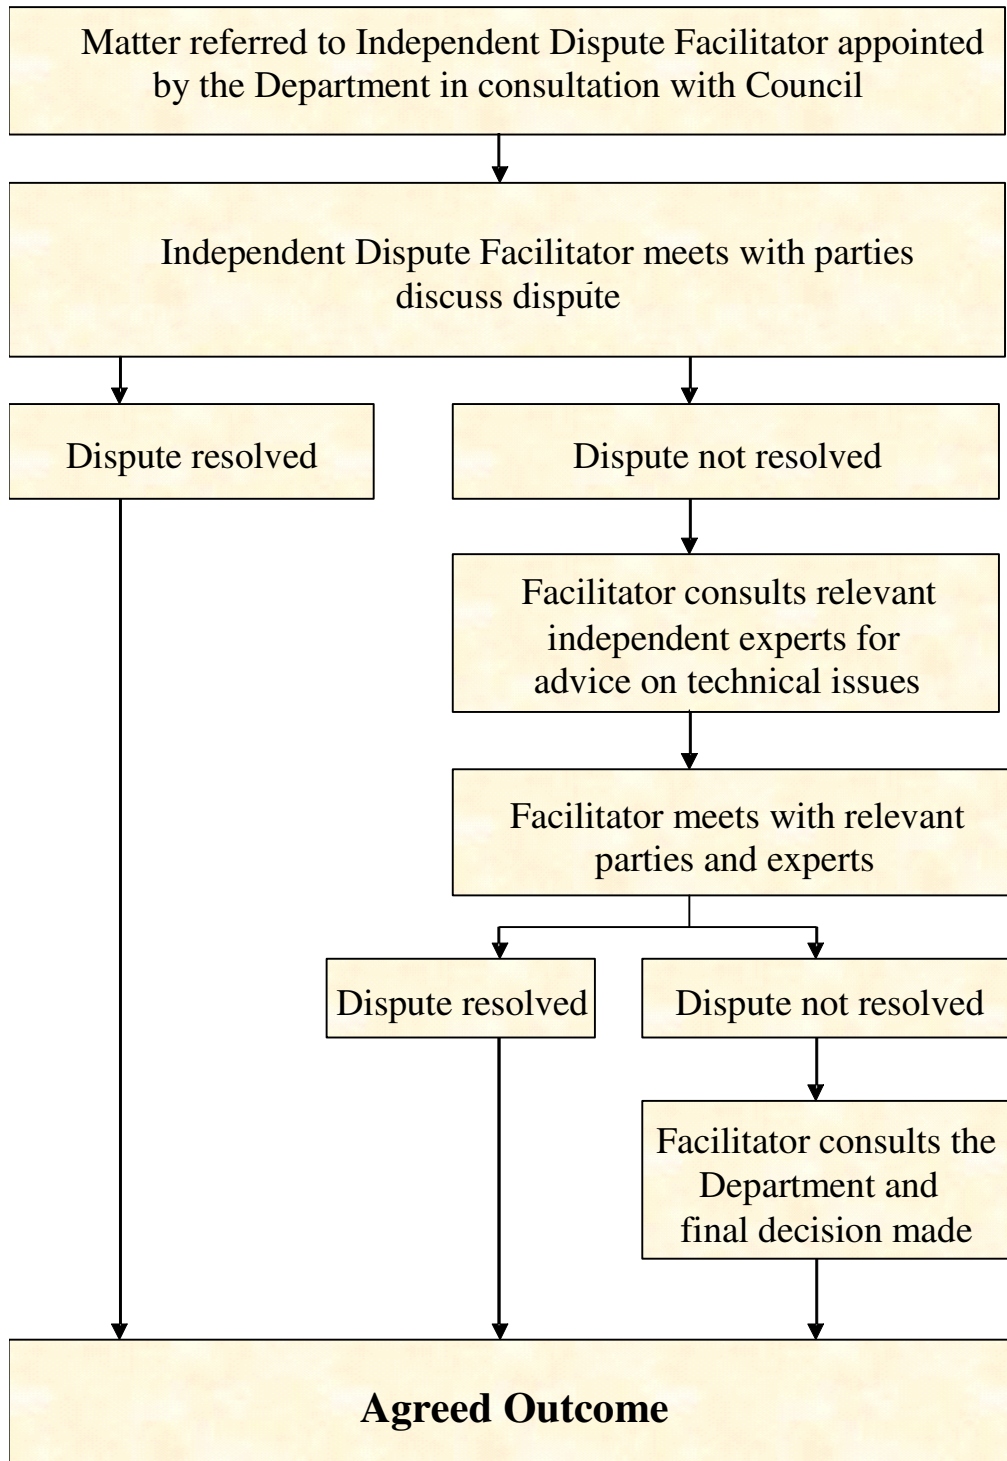 Matter referred to Independent Dispute Facilitator appointed
by the Department in consultation with Council
Independent Dispute Facilitator meets with parties
discuss dispute
Dispute resolved
Dispute not resolved
Facilitator consults relevant
independent experts for
advice on technical issues
Facilitator meets with relevant
parties and experts
Dispute resolved
Dispute not resolved
Facilitator consults the
Department and
final decision made
Agreed Outcome